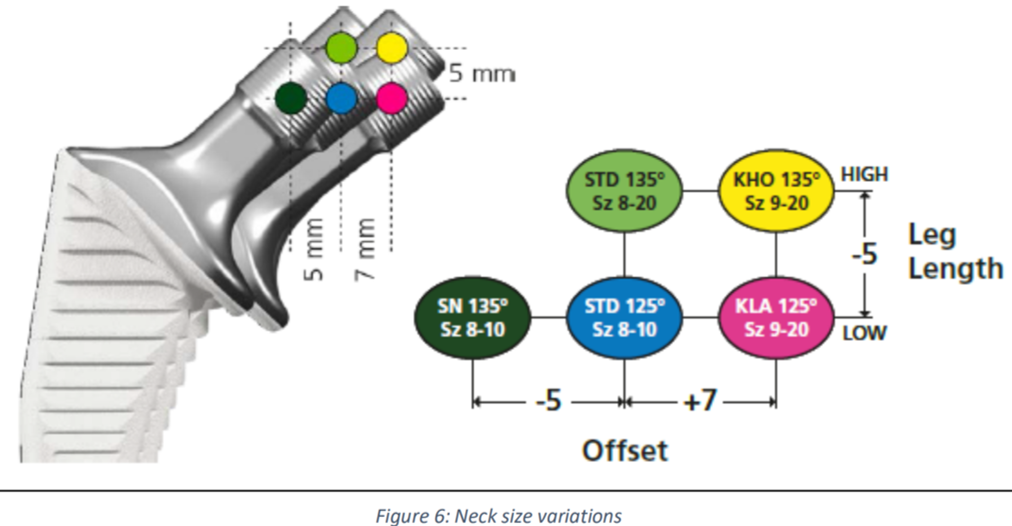 5 mm
5 mm
7 mm
STD 135°
Sz 8-20
KHO 135°
Sz 9-20
HIGH
-5
Leg
Length
SN 135°
Sz 8-10
STD 125°
Sz 8-10
KLA 125°
Sz 9-20
LOW
-5
+7
Offset
Figure 6: Neck size variations